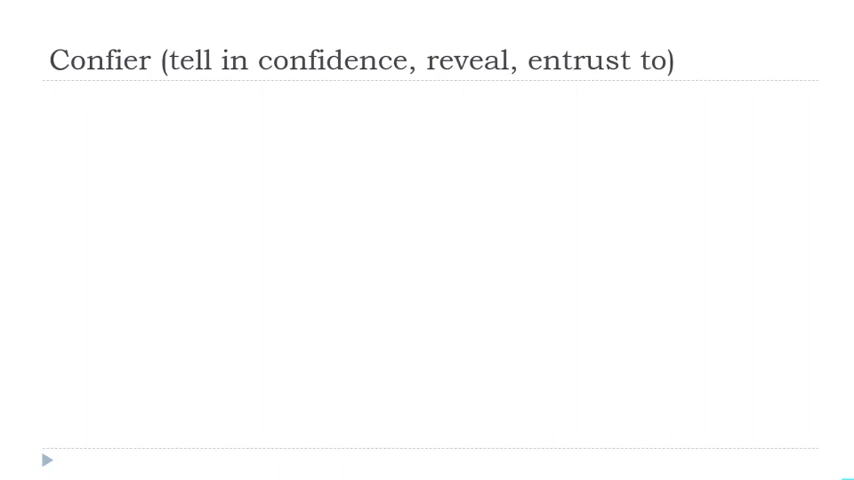 Confier (tell in confidence, reveal, entrust to)